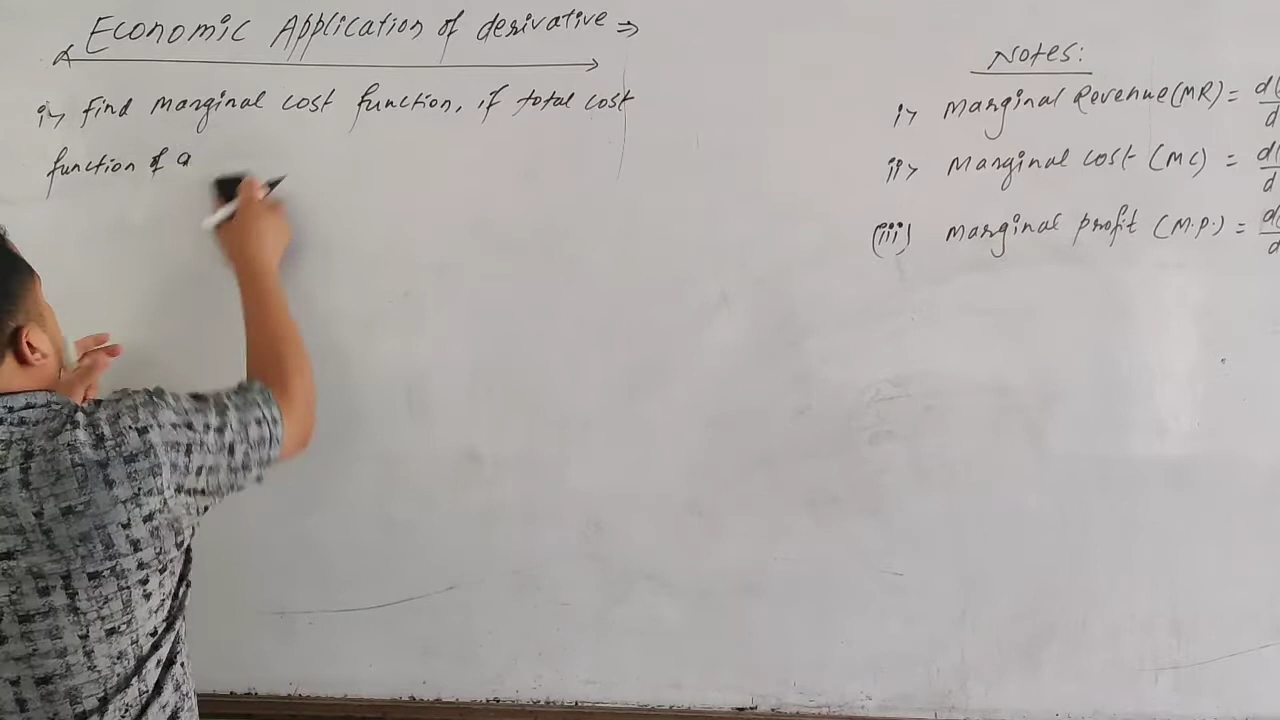 Economic Application of derivative ⇒
i> Find marginal cost function, if total cost
function of a
Notes:
i> Marginal Revenue (MR) = d(
d
ii> Marginal cost (MC) = d(
d
(iii) Marginal profit (M.P.) = d(
d